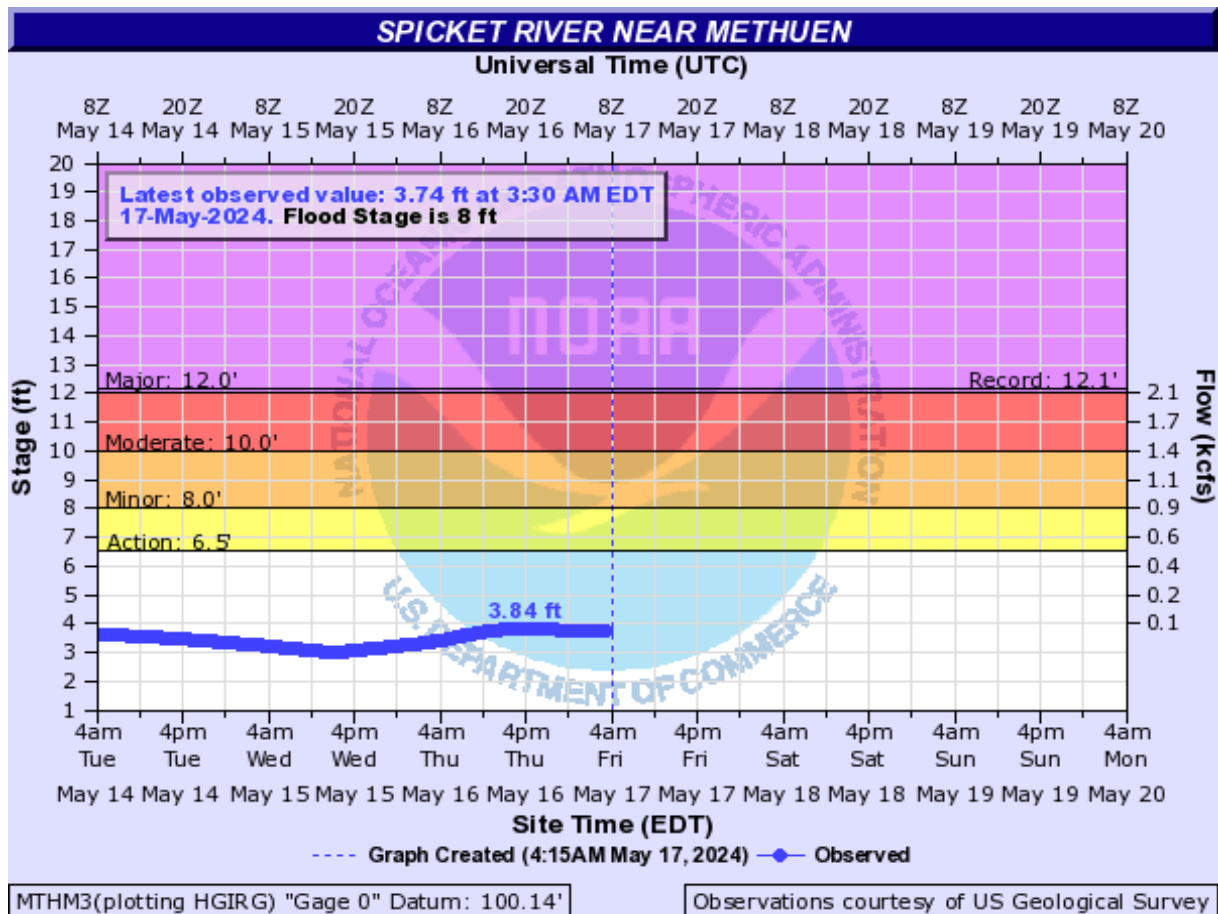 SPICKET RIVER NEAR METHUEN
Universal Time (UTC)
8Z 20Z 8Z 20Z 8Z 20Z 8Z 20Z 8Z 20Z 8Z 20Z 8Z
May 14 May 14 May 15 May 15 May 16 May 16 May 17 May 17 May 18 May 18 May 19 May 19 May 20
Latest observed value: 3.74 ft at 3:30 AM EDT
17-May-2024. Flood Stage is 8 ft
NATIONAL OCEANIC AND ATMOSPHERIC ADMINISTRATION
NOAA
U.S. DEPARTMENT OF COMMERCE
Stage (ft)
20
19
18
17
16
15
14
13
12
11
10
9
8
7
6
5
4
3
2
1
Major: 12.0'
Record: 12.1'
Moderate: 10.0'
Minor: 8.0'
Action: 6.5'
3.84 ft
Flow (kcfs)
2.1
1.7
1.4
1.1
0.9
0.6
0.4
0.2
0.1
4am 4pm 4am 4pm 4am 4pm 4am 4pm 4am 4pm 4am 4pm 4am
Tue Tue Wed Wed Thu Thu Fri Fri Sat Sat Sun Sun Mon
May 14 May 14 May 15 May 15 May 16 May 16 May 17 May 17 May 18 May 18 May 19 May 19 May 20
Site Time (EDT)
Graph Created (4:15AM May 17, 2024) Observed
MTHM3(plotting HGIRG) "Gage 0" Datum: 100.14'
Observations courtesy of US Geological Survey